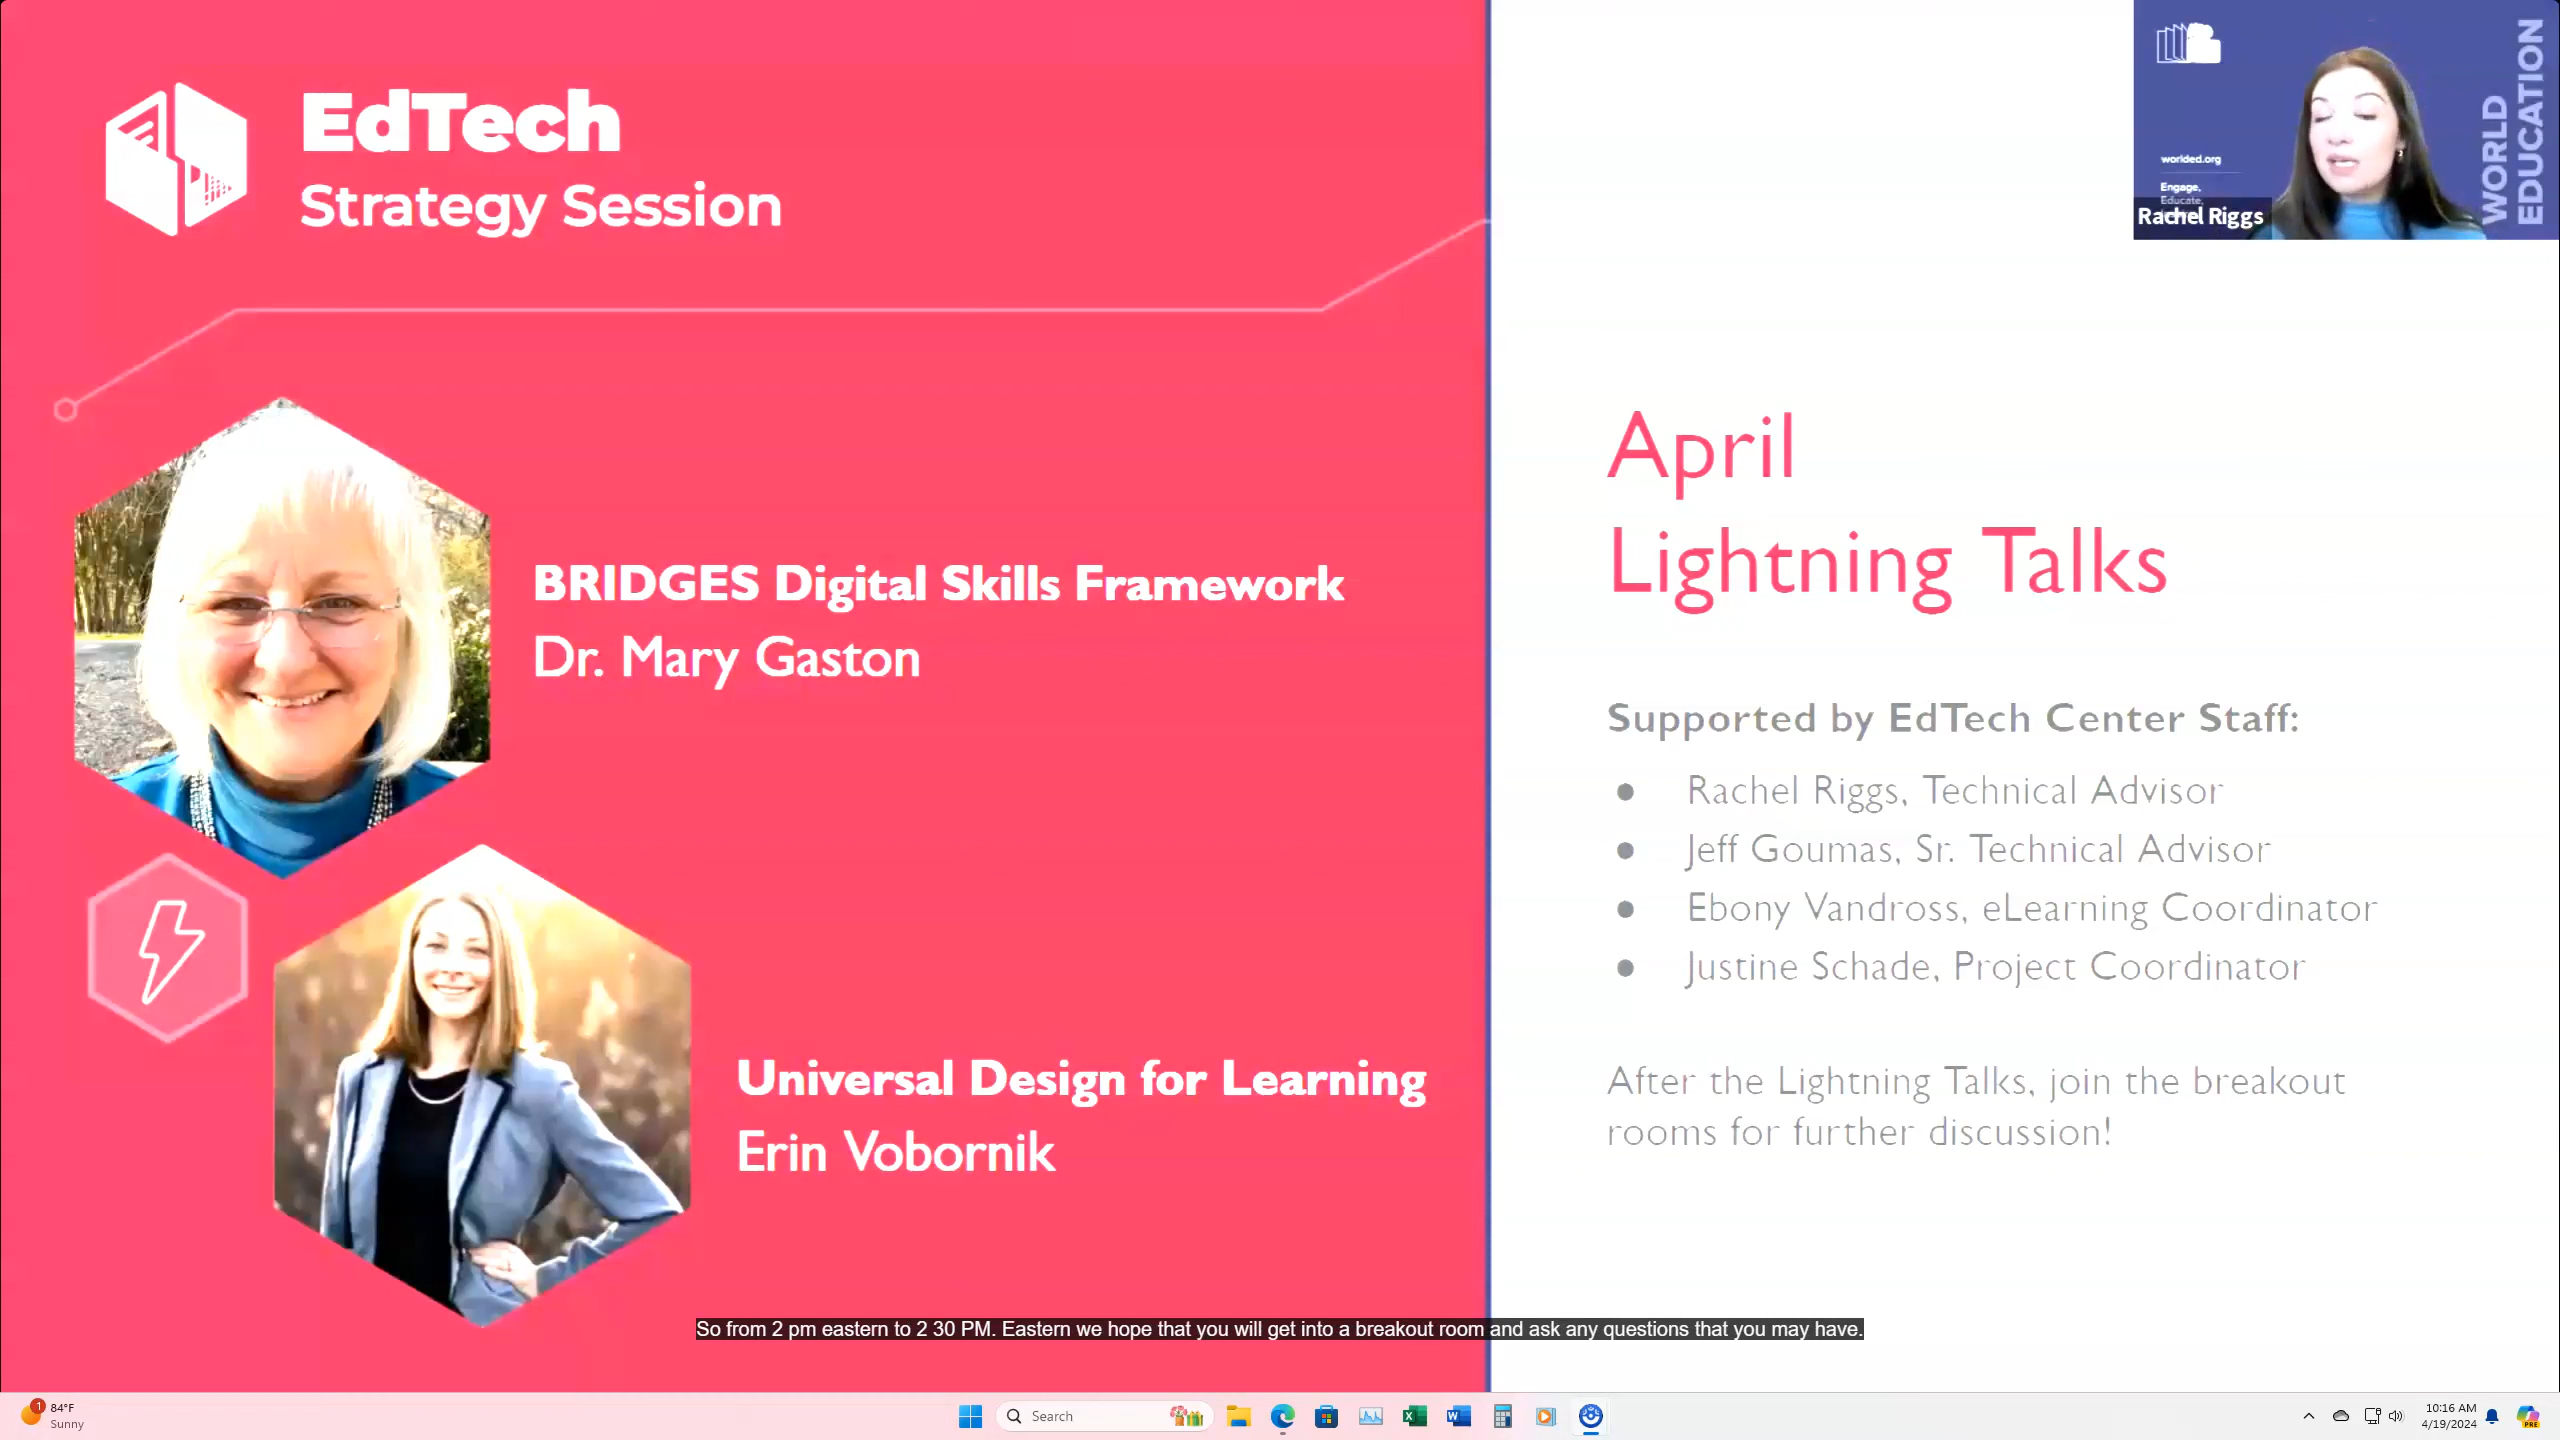 EdTech
Strategy Session
BRIDGES Digital Skills Framework
Dr. Mary Gaston
Universal Design for Learning
Erin Vobornik
worlded.org
Engage,
Educate,
Rachel Riggs
WORLD
EDUCATION
April
Lightning Talks
Supported by EdTech Center Staff:
● Rachel Riggs, Technical Advisor
● Jeff Goumas, Sr. Technical Advisor
● Ebony Vandross, eLearning Coordinator
● Justine Schade, Project Coordinator
After the Lightning Talks, join the breakout
rooms for further discussion!
So from 2 pm eastern to 2 30 PM. Eastern we hope that you will get into a breakout room and ask any questions that you may have.
1
84°F
Sunny
Search
10:16 AM
4/19/2024
PRE